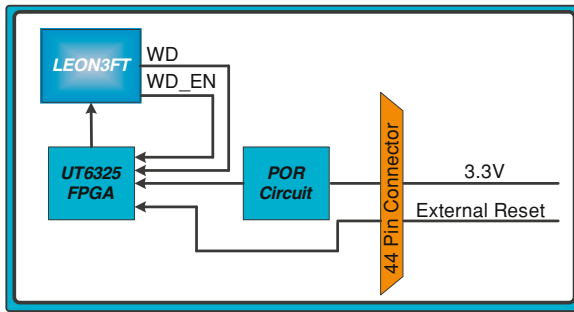 LEON3FT
WD
WD_EN
UT6325
FPGA
POR
Circuit
44 Pin Connector
3.3V
External Reset